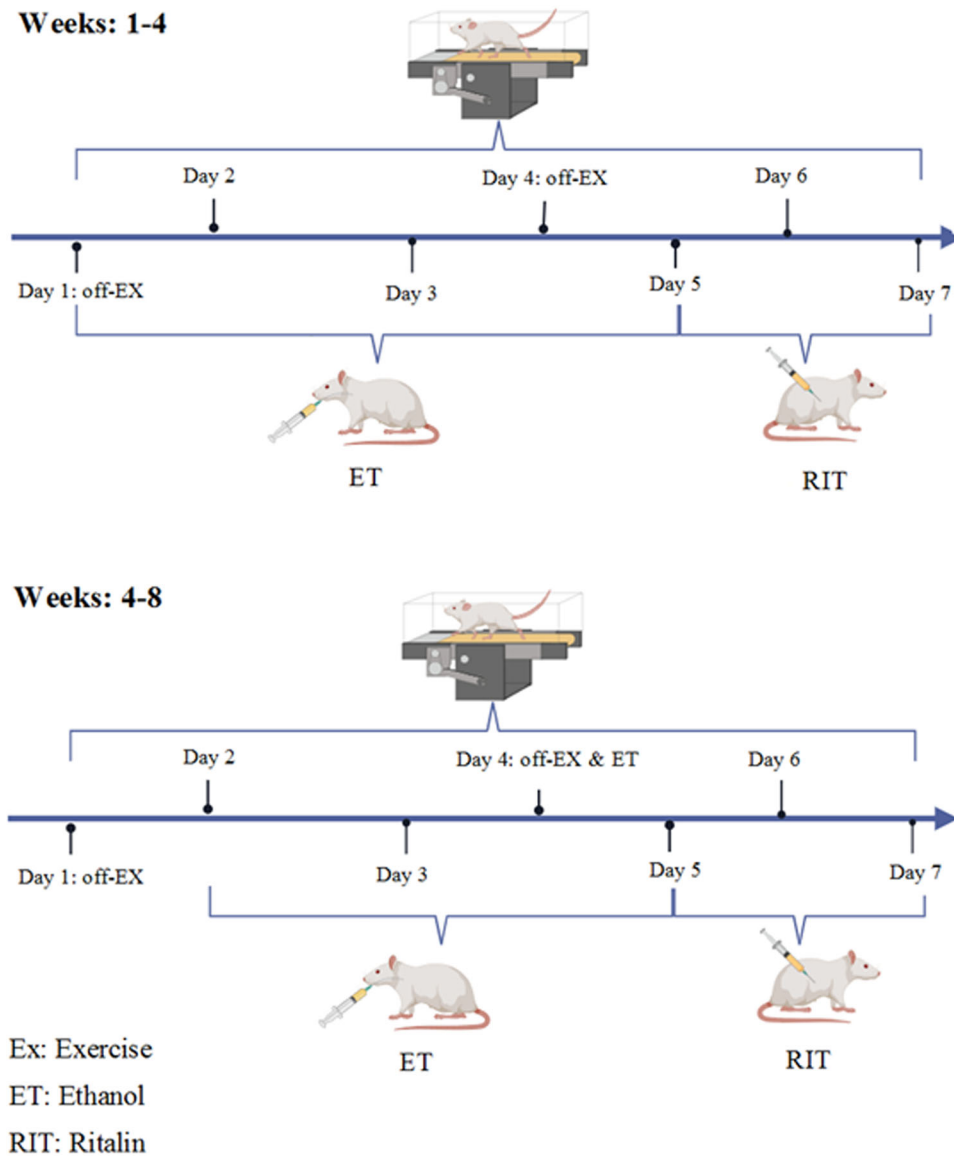 Weeks: 1-4
Day 2
Day 4: off-EX
Day 6
Day 1: off-EX
Day 3
Day 5
Day 7
ET
RIT
Weeks: 4-8
Day 2
Day 4: off-EX & ET
Day 6
Day 1: off-EX
Day 3
Day 5
Day 7
ET
RIT
Ex: Exercise
ET: Ethanol
RIT: Ritalin